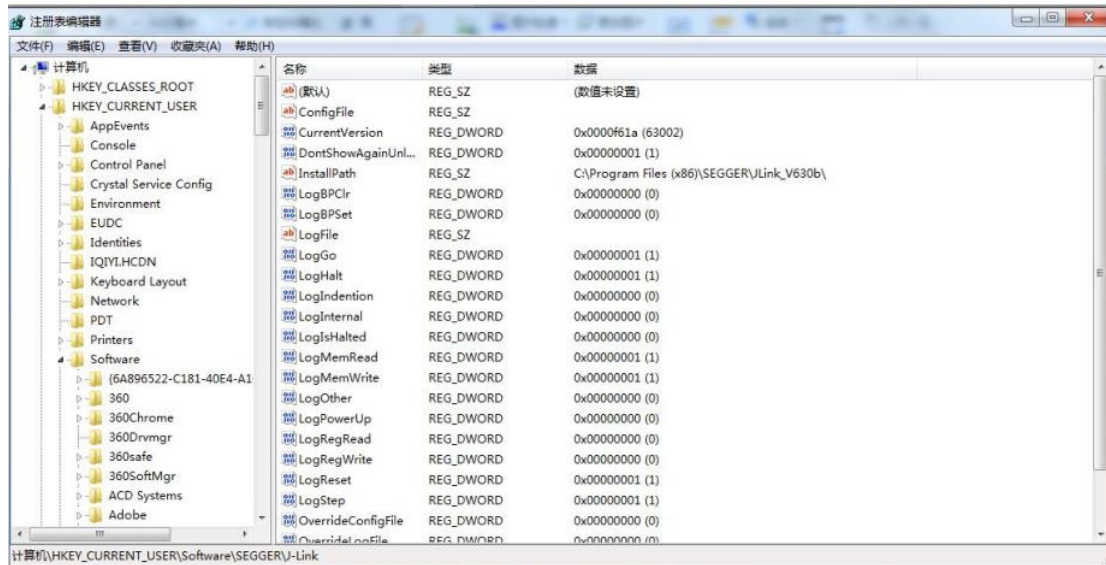 注册表编辑器
文件(F) 编辑(E) 查看(V) 收藏夹(A) 帮助(H)
计算机
HKEY_CLASSES_ROOT
HKEY_CURRENT_USER
AppEvents
Console
Control Panel
Crystal Service Config
Environment
EUDC
Identities
IQIYI.HCDN
Keyboard Layout
Network
PDT
Printers
Software
{6A896522-C181-40E4-A1
360
360Chrome
360Drvmgr
360safe
360SoftMgr
ACD Systems
Adobe
名称 类型 数据
(默认) REG_SZ (数值未设置)
ConfigFile REG_SZ
CurrentVersion REG_DWORD 0x0000f61a (63002)
DontShowAgainUnl... REG_DWORD 0x00000001 (1)
InstallPath REG_SZ C:\Program Files (x86)\SEGGER\JLink_V630b\
LogBPClr REG_DWORD 0x00000000 (0)
LogBPSet REG_DWORD 0x00000000 (0)
LogFile REG_SZ
LogGo REG_DWORD 0x00000001 (1)
LogHalt REG_DWORD 0x00000001 (1)
LogIndention REG_DWORD 0x00000000 (0)
LogInternal REG_DWORD 0x00000000 (0)
LogIsHalted REG_DWORD 0x00000000 (0)
LogMemRead REG_DWORD 0x00000001 (1)
LogMemWrite REG_DWORD 0x00000001 (1)
LogOther REG_DWORD 0x00000000 (0)
LogPowerUp REG_DWORD 0x00000000 (0)
LogRegRead REG_DWORD 0x00000000 (0)
LogRegWrite REG_DWORD 0x00000000 (0)
LogReset REG_DWORD 0x00000001 (1)
LogStep REG_DWORD 0x00000001 (1)
OverrideConfigFile REG_DWORD 0x00000000 (0)
OverrideLogFile REG_DWORD 0x00000000 (0)
计算机\HKEY_CURRENT_USER\Software\SEGGER\J-Link